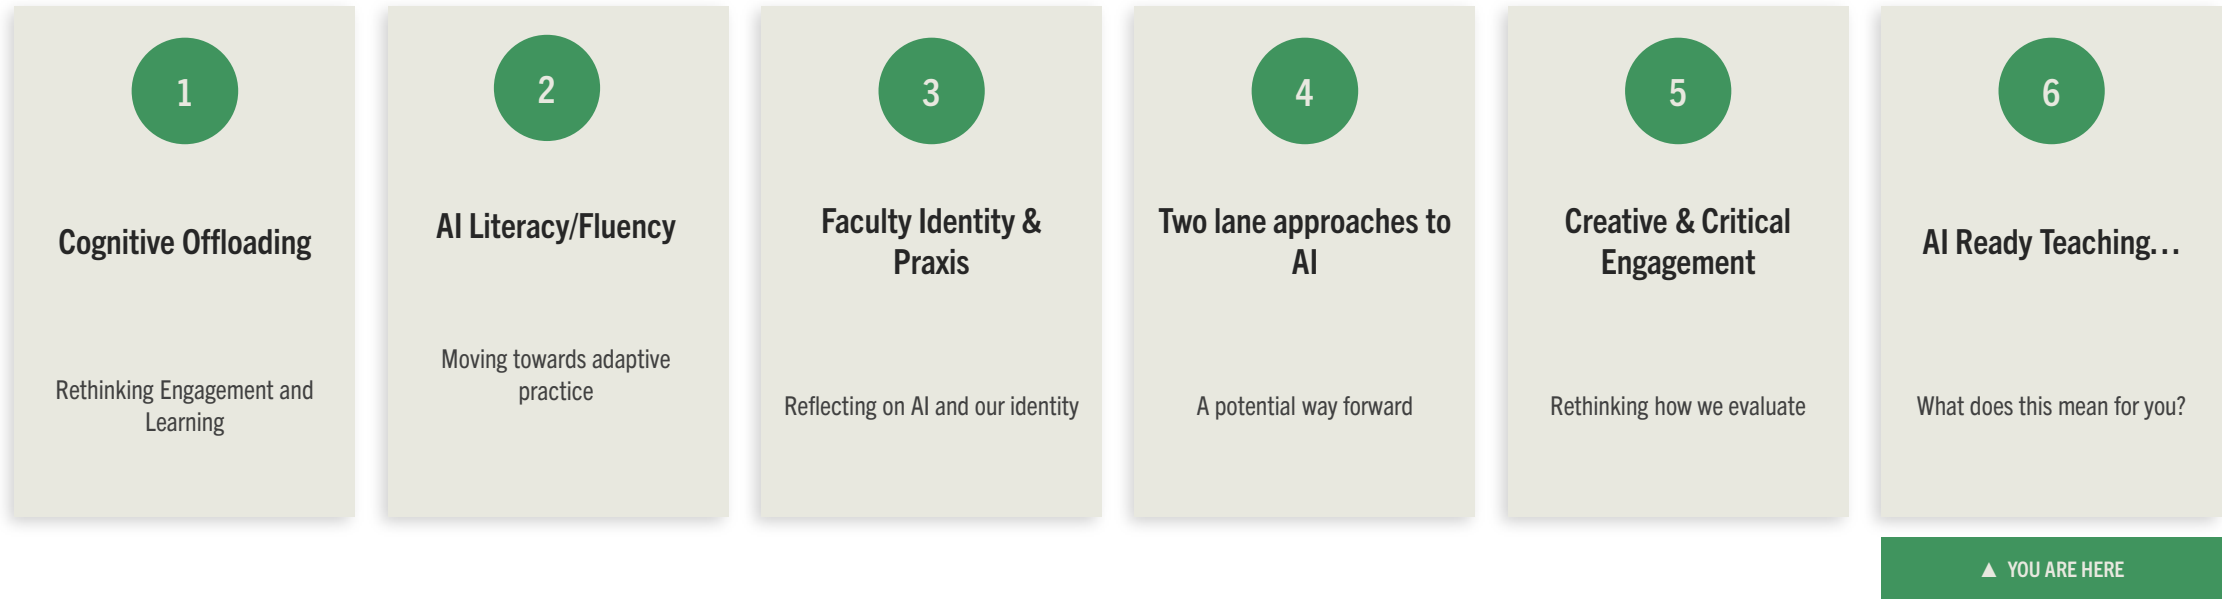 1
Cognitive Offloading
Rethinking Engagement and
Learning
2
AI Literacy/Fluency
Moving towards adaptive
practice
3
Faculty Identity &
Praxis
Reflecting on AI and our identity
4
Two lane approaches to
AI
A potential way forward
5
Creative & Critical
Engagement
Rethinking how we evaluate
6
AI Ready Teaching...
What does this mean for you?
▲ YOU ARE HERE